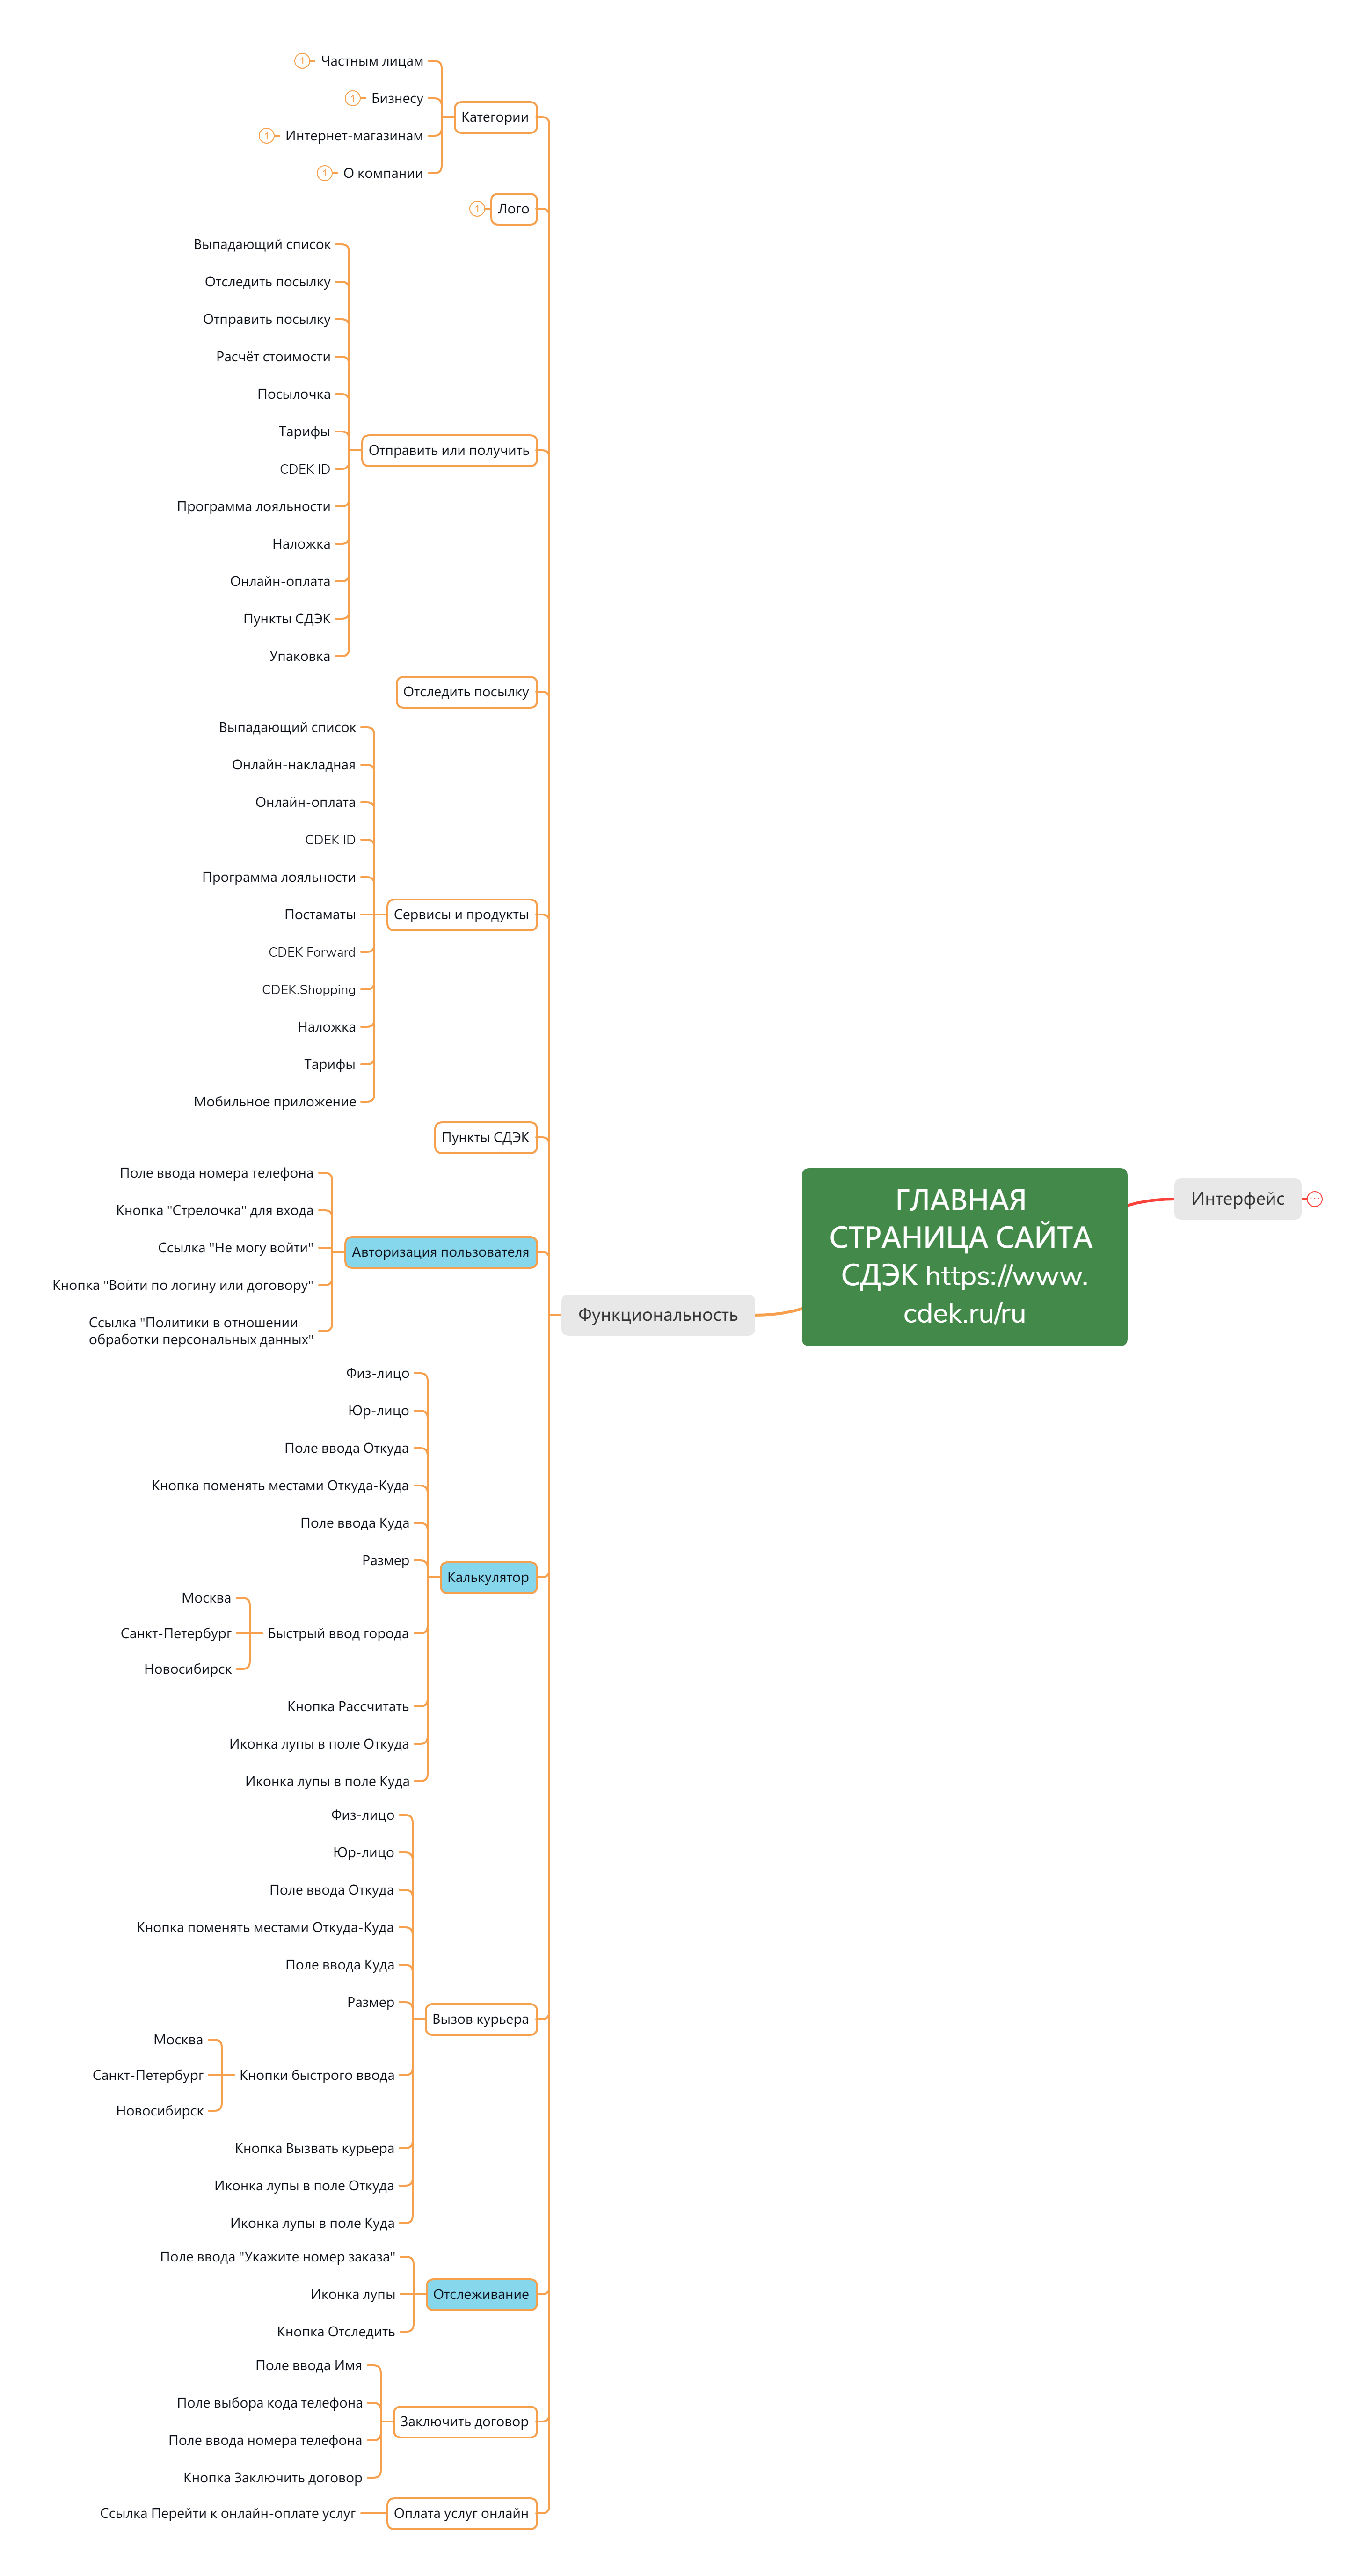 Частным лицам
1
Бизнесу
1
Интернет-магазинам
1
О компании
1
Категории
Лого
1
Выпадающий список
Отследить посылку
Отправить посылку
Расчёт стоимости
Посылочка
Тарифы
CDEK ID
Программа лояльности
Наложка
Онлайн-оплата
Пункты СДЭК
Упаковка
Отправить или получить
Отследить посылку
Выпадающий список
Онлайн-накладная
Онлайн-оплата
CDEK ID
Программа лояльности
Постаматы
CDEK Forward
CDEK.Shopping
Наложка
Тарифы
Мобильное приложение
Сервисы и продукты
Пункты СДЭК
Поле ввода номера телефона
Кнопка "Стрелочка" для входа
Ссылка "Не могу войти"
Кнопка "Войти по логину или договору"
Ссылка "Политики в отношении
обработки персональных данных"
Авторизация пользователя
Физ-лицо
Юр-лицо
Поле ввода Откуда
Кнопка поменять местами Откуда-Куда
Поле ввода Куда
Размер
Москва
Санкт-Петербург
Новосибирск
Быстрый ввод города
Кнопка Рассчитать
Иконка лупы в поле Откуда
Иконка лупы в поле Куда
Калькулятор
Физ-лицо
Юр-лицо
Поле ввода Откуда
Кнопка поменять местами Откуда-Куда
Поле ввода Куда
Размер
Москва
Санкт-Петербург
Новосибирск
Кнопки быстрого ввода
Кнопка Вызвать курьера
Иконка лупы в поле Откуда
Иконка лупы в поле Куда
Вызов курьера
Поле ввода "Укажите номер заказа"
Иконка лупы
Кнопка Отследить
Отслеживание
Поле ввода Имя
Поле выбора кода телефона
Поле ввода номера телефона
Кнопка Заключить договор
Заключить договор
Ссылка Перейти к онлайн-оплате услуг
Оплата услуг онлайн
Функциональность
ГЛАВНАЯ
СТРАНИЦА САЙТА
СДЭК https://www.
cdek.ru/ru
Интерфейс